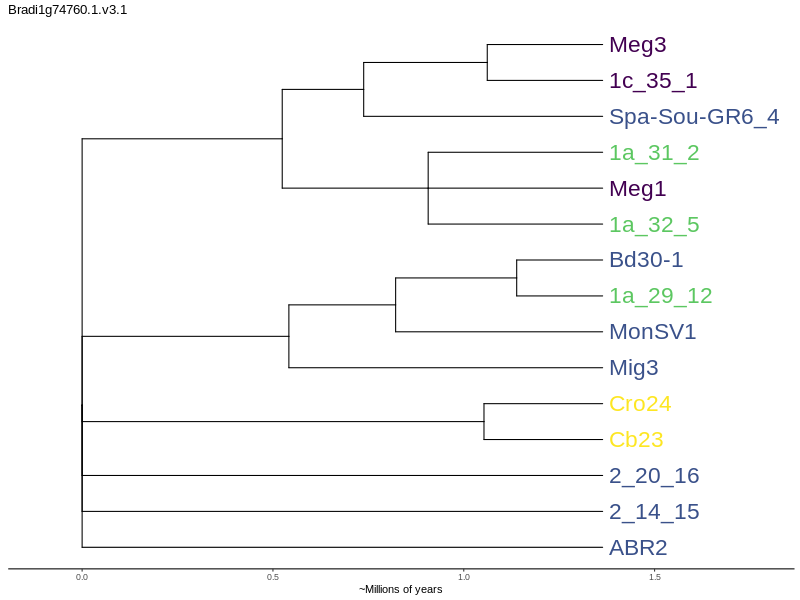 Bradi1g74760.1.v3.1
Meg3
1c_35_1
Spa-Sou-GR6_4
1a_31_2
Meg1
1a_32_5
Bd30-1
1a_29_12
MonSV1
Mig3
Cro24
Cb23
2_20_16
2_14_15
ABR2
0.0 0.5 1.0 1.5
~Millions of years